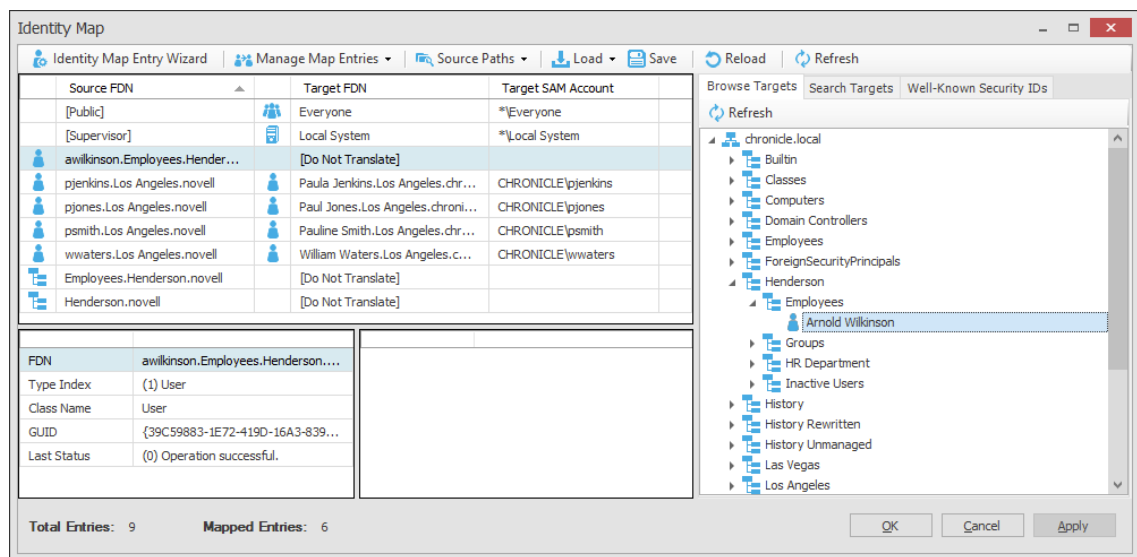 Identity Map
Identity Map Entry Wizard Manage Map Entries Source Paths Load Save Reload Refresh
Source FDN Target FDN Target SAM Account
[Public] Everyone *\Everyone
[Supervisor] Local System *\Local System
awilkinson.Employees.Hender... [Do Not Translate]
pjenkins.Los Angeles.novell Paula Jenkins.Los Angeles.chr... CHRONICLE\pjenkins
pjones.Los Angeles.novell Paul Jones.Los Angeles.chroni... CHRONICLE\pjones
psmith.Los Angeles.novell Pauline Smith.Los Angeles.chr... CHRONICLE\psmith
wwaters.Los Angeles.novell William Waters.Los Angeles.c... CHRONICLE\wwaters
Employees.Henderson.novell [Do Not Translate]
Henderson.novell [Do Not Translate]
FDN awilkinson.Employees.Henderson....
Type Index (1) User
Class Name User
GUID {39C59883-1E72-419D-16A3-839...
Last Status (0) Operation successful.
Browse Targets Search Targets Well-Known Security IDs
Refresh
chronicle.local
Builtin
Classes
Computers
Domain Controllers
Employees
ForeignSecurityPrincipals
Henderson
Employees
Arnold Wilkinson
Groups
HR Department
Inactive Users
History
History Rewritten
History Unmanaged
Las Vegas
Los Angeles
Total Entries: 9 Mapped Entries: 6
OK Cancel Apply